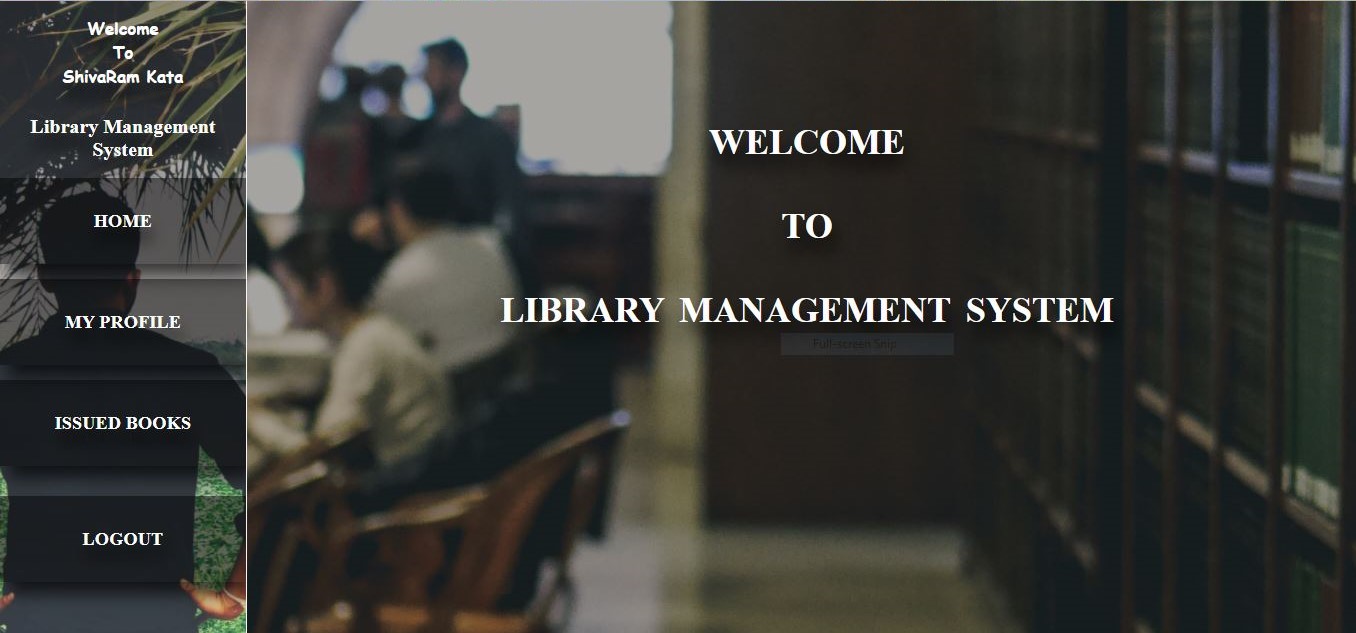 Welcome
To
ShivaRam Kata
Library Management
System
HOME
MY PROFILE
ISSUED BOOKS
LOGOUT
WELCOME
TO
LIBRARY MANAGEMENT SYSTEM
Full-screen Snip